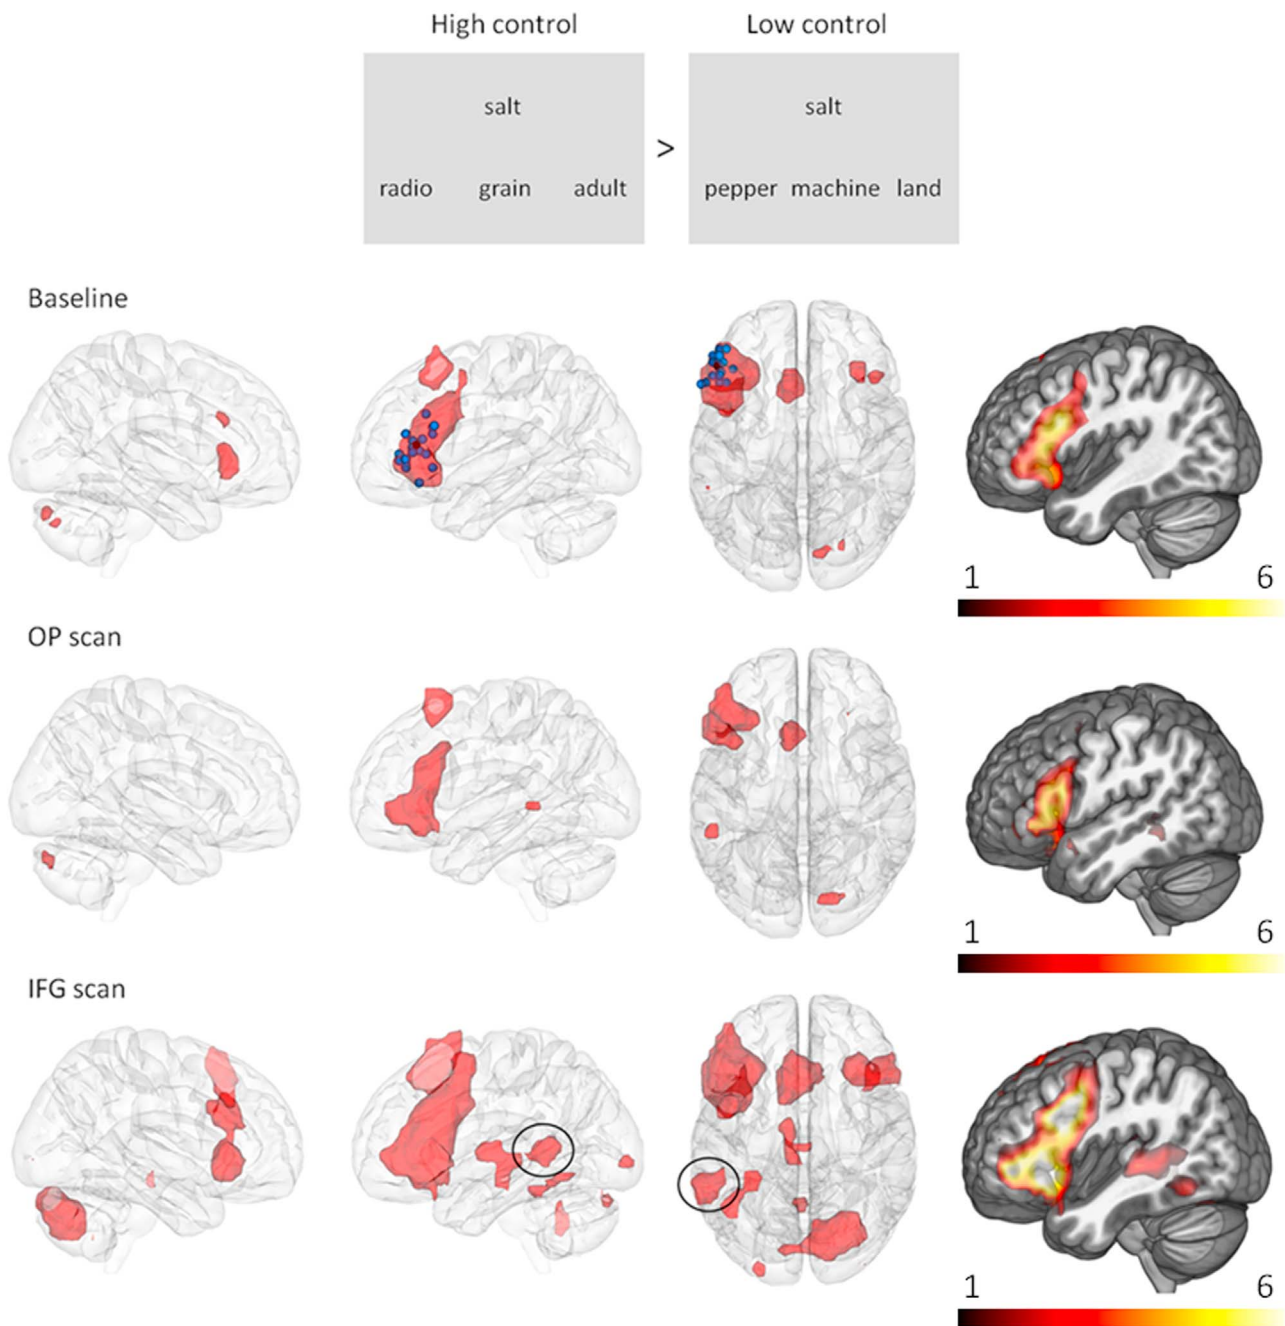 High control
Low control
salt
salt
>
radio grain adult
pepper machine land
Baseline
1 6
OP scan
1 6
IFG scan
1 6